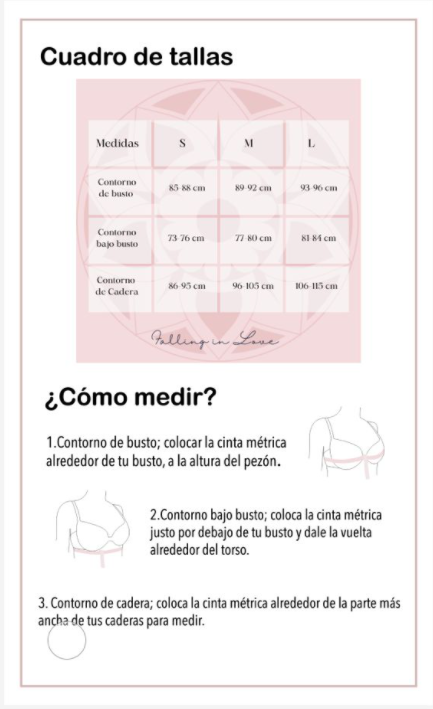 Cuadro de tallas
Medidas S M L
Contorno
de busto 85-88 cm 89-92 cm 93-96 cm
Contorno
bajo busto 73-76 cm 77-80 cm 81-84 cm
Contorno
de Cadera 86-95 cm 96-105 cm 106-115 cm
Falling in Love
¿Cómo medir?
1.Contorno de busto; colocar la cinta métrica
alrededor de tu busto, a la altura del pezón.
2.Contorno bajo busto; coloca la cinta métrica
justo por debajo de tu busto y dale la vuelta
alrededor del torso.
3. Contorno de cadera; coloca la cinta métrica alrededor de la parte más
ancha de tus caderas para medir.